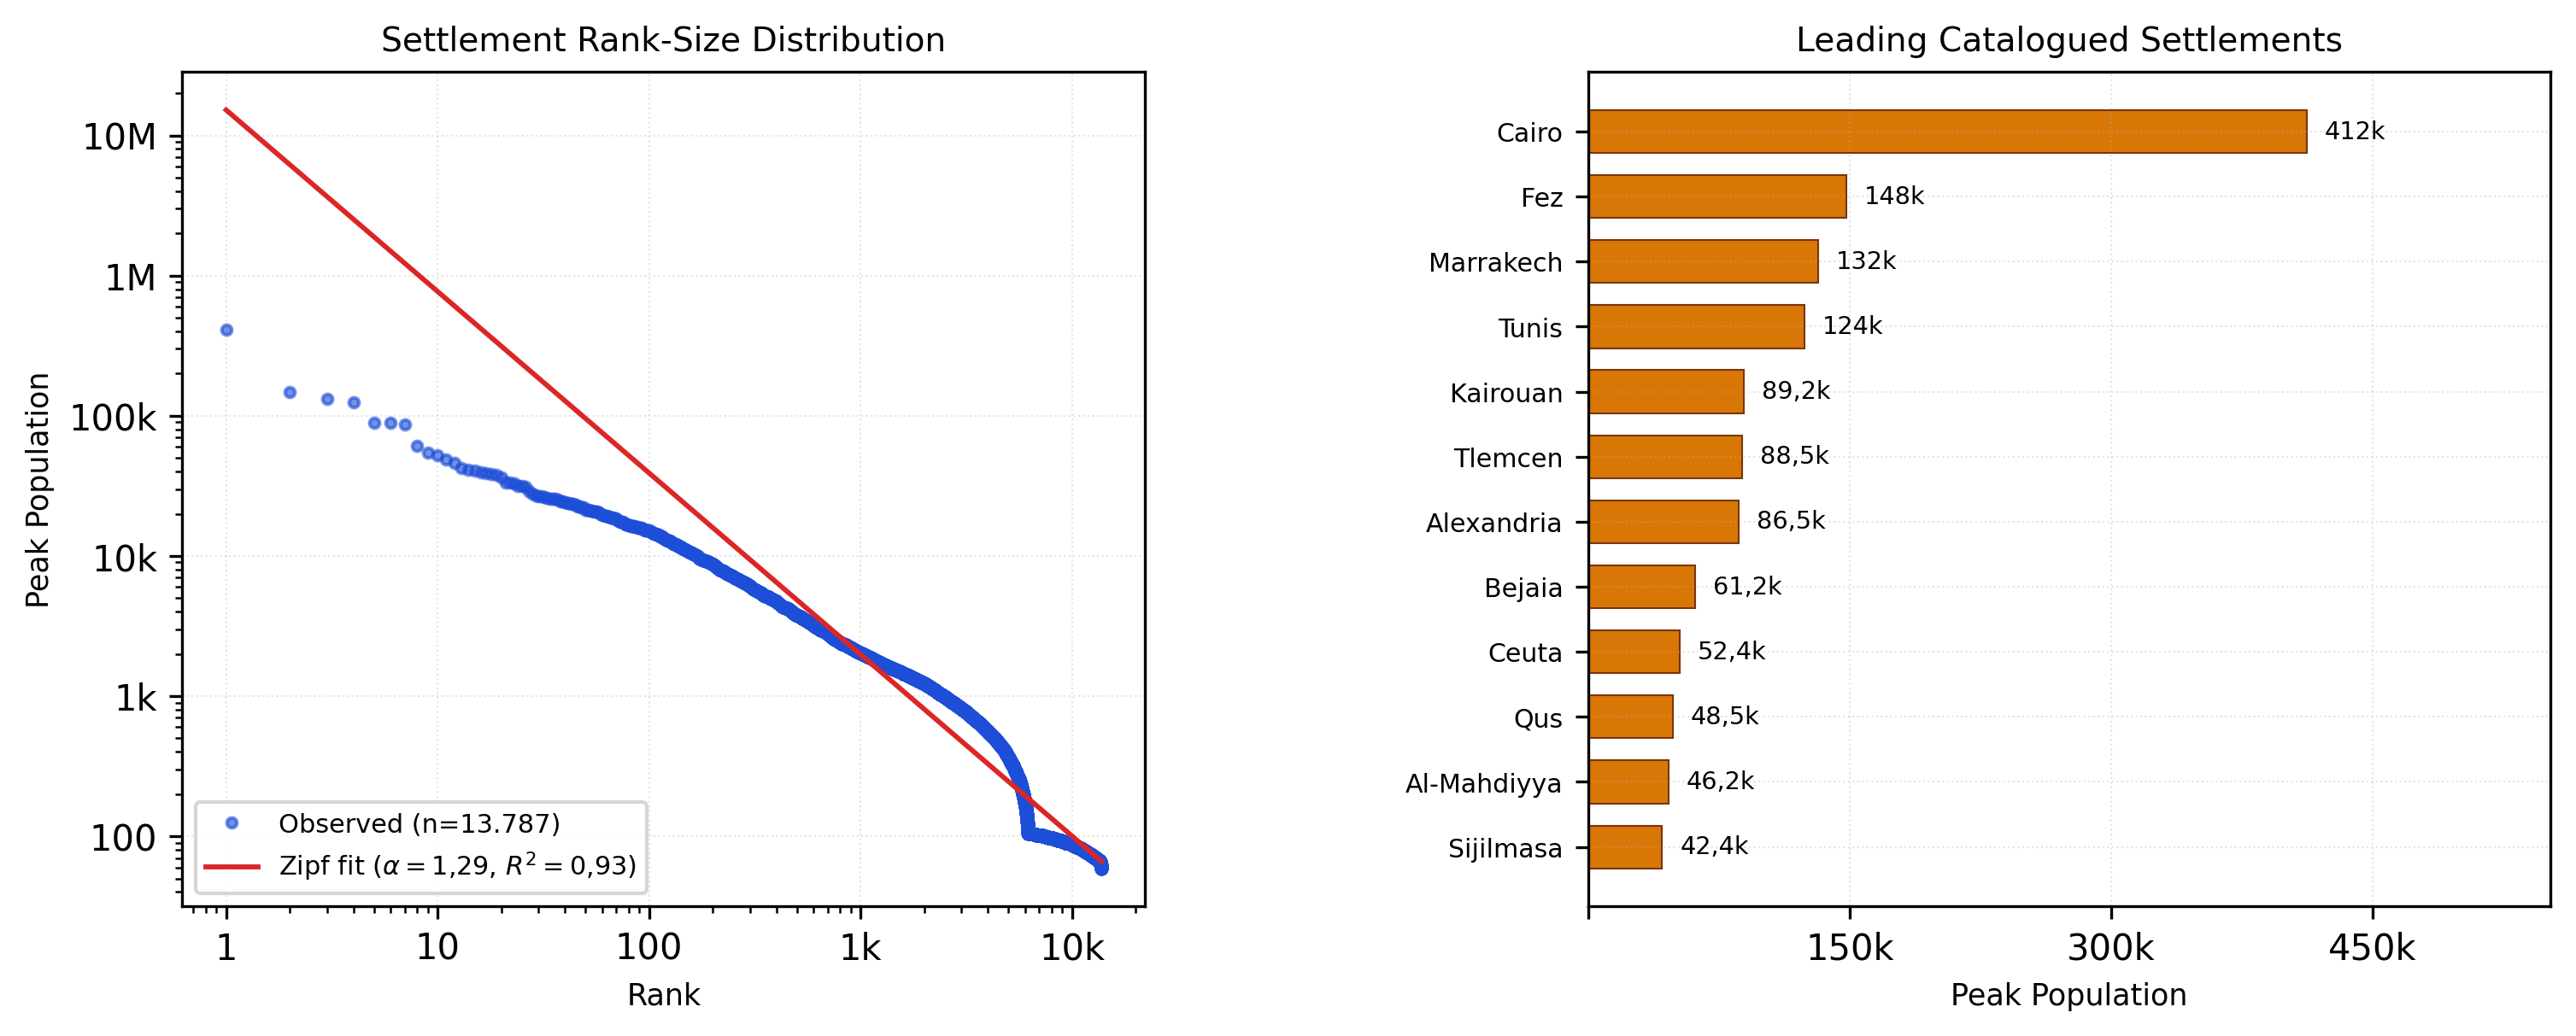 Settlement Rank-Size Distribution
Peak Population
10M
1M
100k
10k
1k
100
Observed (n=13.787)
Zipf fit (α = 1,29, R² = 0,93)
1
10
100
1k
10k
Rank
Leading Catalogued Settlements
Cairo 412k
Fez 148k
Marrakech 132k
Tunis 124k
Kairouan 89,2k
Tlemcen 88,5k
Alexandria 86,5k
Bejaia 61,2k
Ceuta 52,4k
Qus 48,5k
Al-Mahdiyya 46,2k
Sijilmasa 42,4k
150k
300k
450k
Peak Population